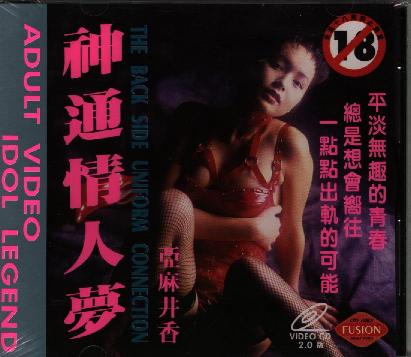 ADULT VIDEO
IDOL LEGEND
神通情人夢
THE BACK SIDE UNIFORM CONNECTION
亞麻井香
18
平淡無趣的青春
總是想會嚮往
一點點出軌的可能
VIDEO CD
2.0 版
FUSION